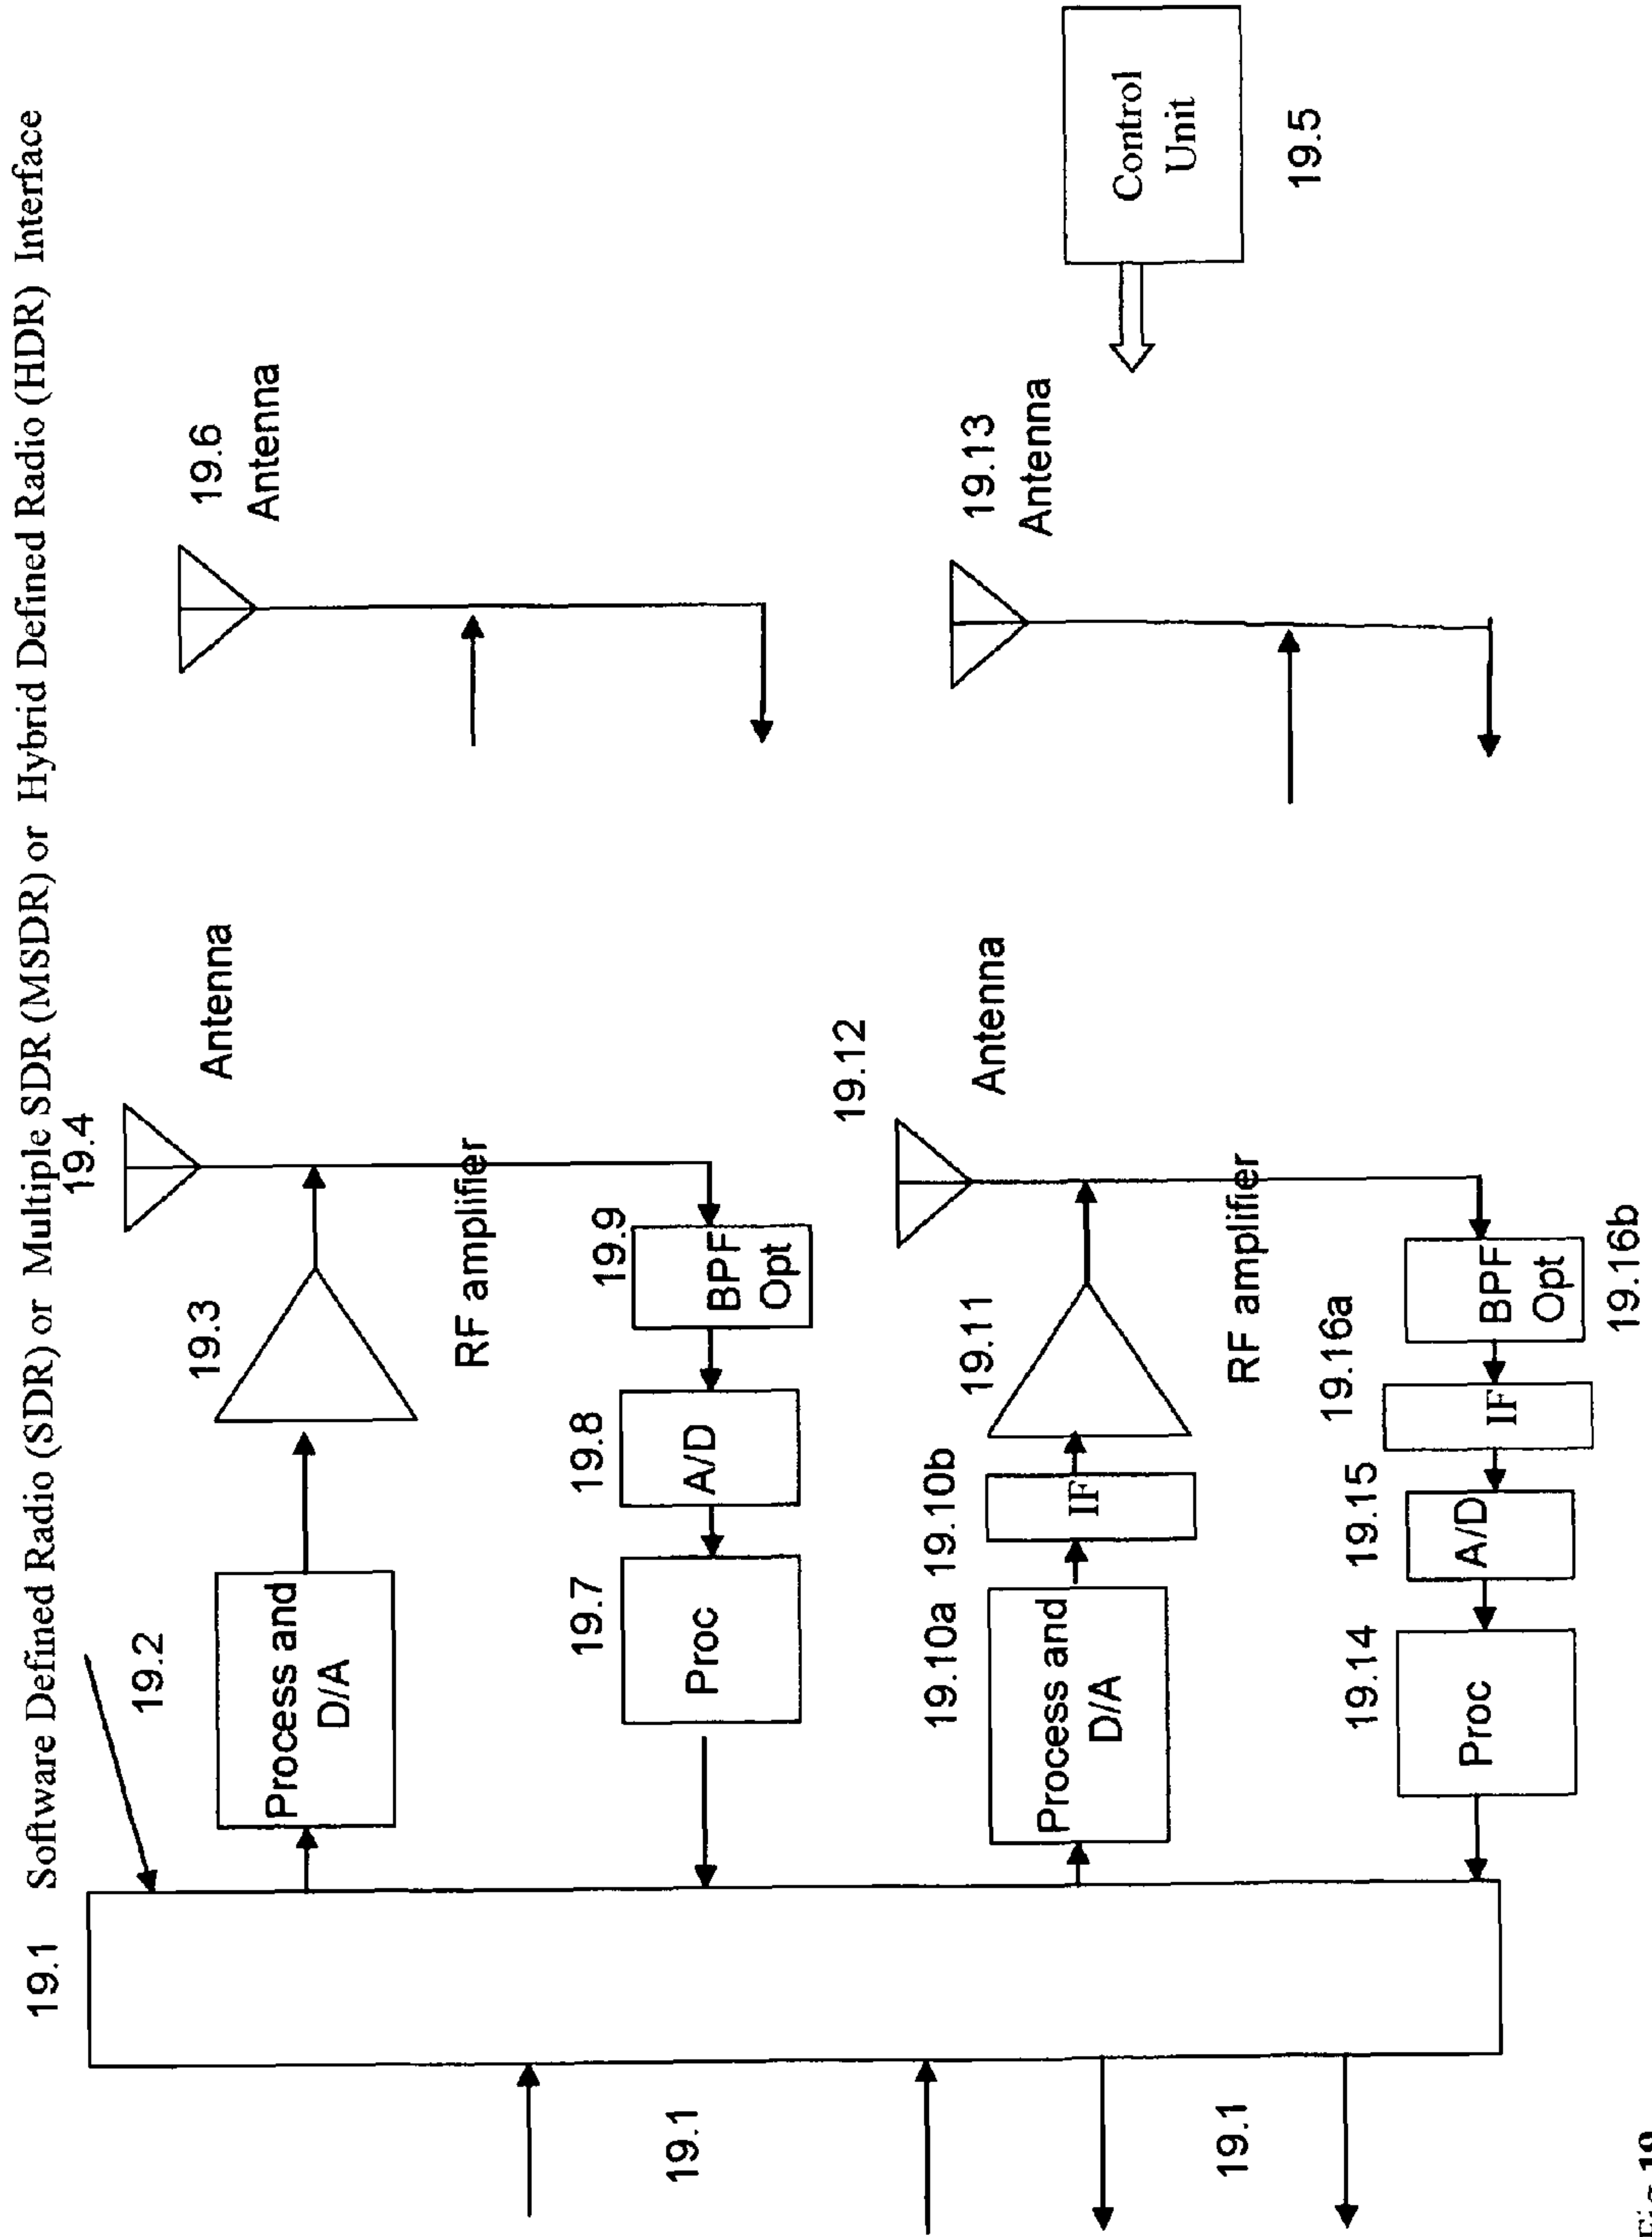 19.1 Software Defined Radio (SDR) or Multiple SDR (MSDR) or Hybrid Defined Radio (HDR) Interface
19.4
19.6
Antenna
Antenna
19.2
19.3
Process and
D/A
RF amplifier
19.7
19.8
19.9
Proc
A/D
BPF
Opt
19.12
19.13
Antenna
Antenna
19.10a 19.10b
19.11
Process and
D/A
IF
RF amplifier
Control
Unit
19.5
19.14
19.15
19.16a
Proc
A/D
IF
BPF
Opt
19.16b
19.1
19.1
Fig 19